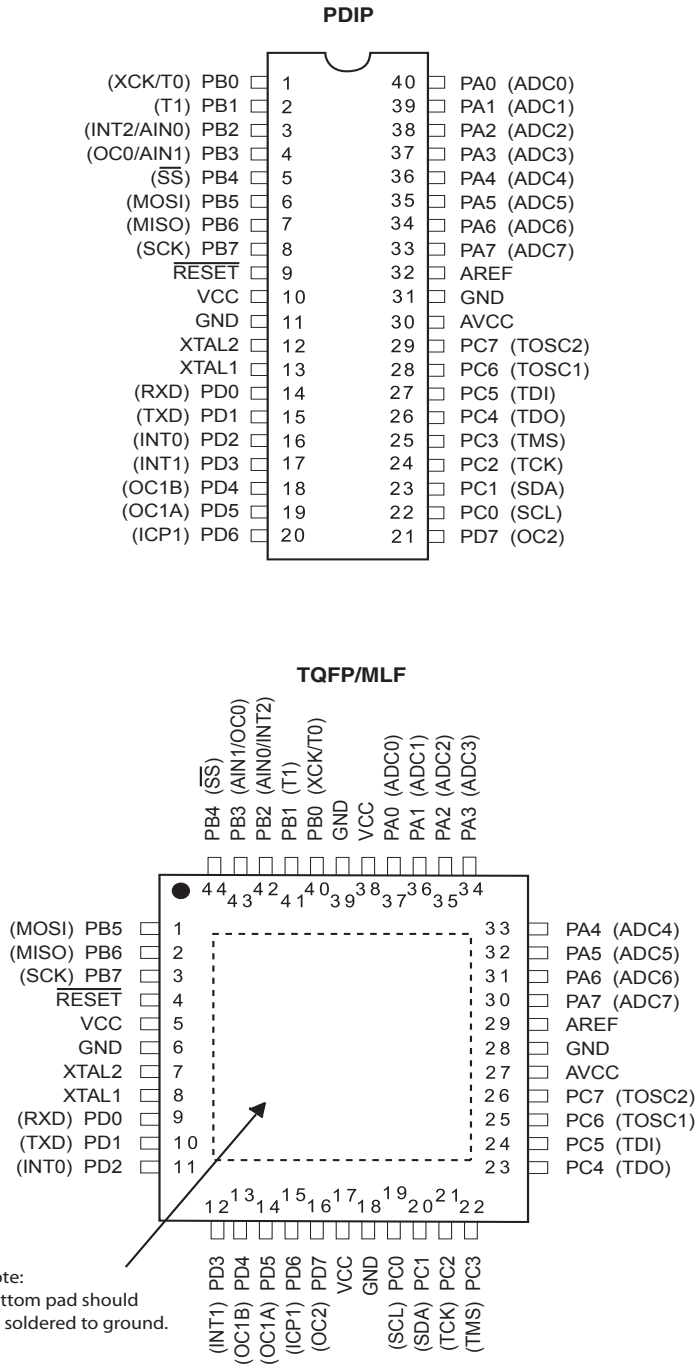 PDIP
(XCK/T0) PB0 1 40 PA0 (ADC0)
(T1) PB1 2 39 PA1 (ADC1)
(INT2/AIN0) PB2 3 38 PA2 (ADC2)
(OC0/AIN1) PB3 4 37 PA3 (ADC3)
(SS) PB4 5 36 PA4 (ADC4)
(MOSI) PB5 6 35 PA5 (ADC5)
(MISO) PB6 7 34 PA6 (ADC6)
(SCK) PB7 8 33 PA7 (ADC7)
RESET 9 32 AREF
VCC 10 31 GND
GND 11 30 AVCC
XTAL2 12 29 PC7 (TOSC2)
XTAL1 13 28 PC6 (TOSC1)
(RXD) PD0 14 27 PC5 (TDI)
(TXD) PD1 15 26 PC4 (TDO)
(INT0) PD2 16 25 PC3 (TMS)
(INT1) PD3 17 24 PC2 (TCK)
(OC1B) PD4 18 23 PC1 (SDA)
(OC1A) PD5 19 22 PC0 (SCL)
(ICP1) PD6 20 21 PD7 (OC2)
TQFP/MLF
PB4 (SS)
PB3 (AIN1/OC0)
PB2 (AIN0/INT2)
PB1 (T1)
PB0 (XCK/T0)
GND
VCC
PA0 (ADC0)
PA1 (ADC1)
PA2 (ADC2)
PA3 (ADC3)
44 43 42 41 40 39 38 37 36 35 34
(MOSI) PB5 1 33 PA4 (ADC4)
(MISO) PB6 2 32 PA5 (ADC5)
(SCK) PB7 3 31 PA6 (ADC6)
RESET 4 30 PA7 (ADC7)
VCC 5 29 AREF
GND 6 28 GND
XTAL2 7 27 AVCC
XTAL1 8 26 PC7 (TOSC2)
(RXD) PD0 9 25 PC6 (TOSC1)
(TXD) PD1 10 24 PC5 (TDI)
(INT0) PD2 11 23 PC4 (TDO)
12 13 14 15 16 17 18 19 20 21 22
(INT1) PD3
(OC1B) PD4
(OC1A) PD5
(ICP1) PD6
(OC2) PD7
VCC
GND
(SCL) PC0
(SDA) PC1
(TCK) PC2
(TMS) PC3
te:
ttom pad should
soldered to ground.